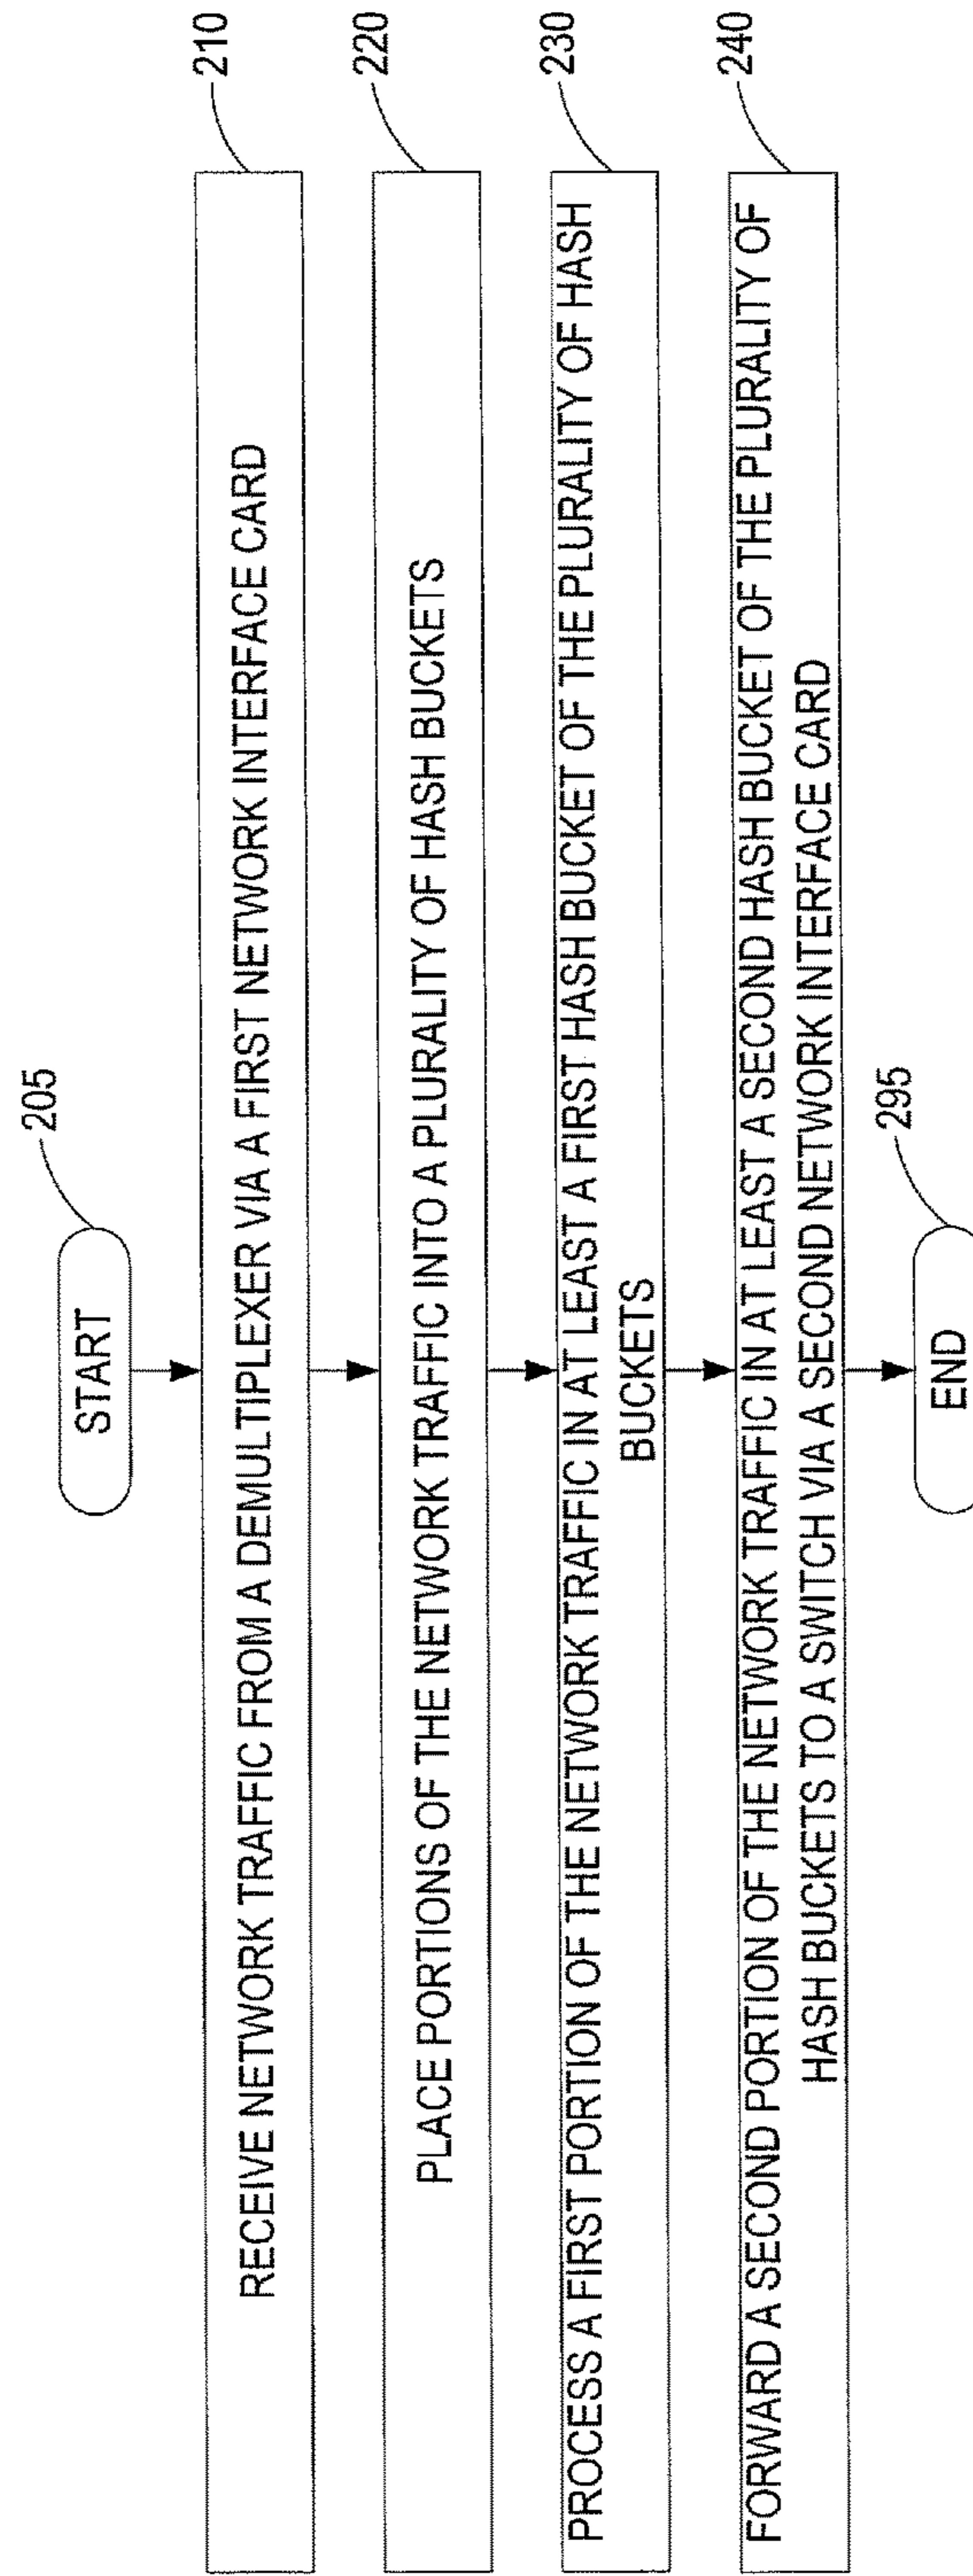 START
205
RECEIVE NETWORK TRAFFIC FROM A DEMULTIPLEXER VIA A FIRST NETWORK INTERFACE CARD
210
PLACE PORTIONS OF THE NETWORK TRAFFIC INTO A PLURALITY OF HASH BUCKETS
220
PROCESS A FIRST PORTION OF THE NETWORK TRAFFIC IN AT LEAST A FIRST HASH BUCKET OF THE PLURALITY OF HASH
BUCKETS
230
FORWARD A SECOND PORTION OF THE NETWORK TRAFFIC IN AT LEAST A SECOND HASH BUCKET OF THE PLURALITY OF
HASH BUCKETS TO A SWITCH VIA A SECOND NETWORK INTERFACE CARD
240
END
295